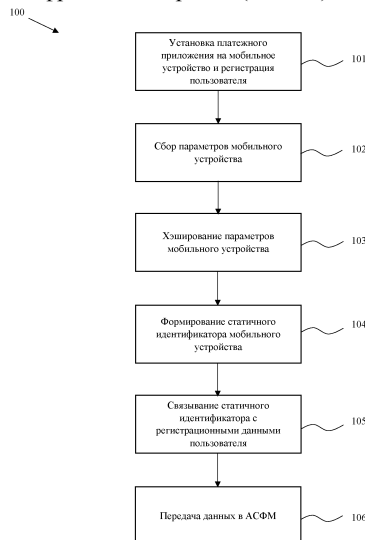 100
Установка платежного
приложения на мобильное
устройство и регистрация
пользователя
101
Сбор параметров мобильного
устройства
102
Хэширование параметров
мобильного устройства
103
Формирование статичного
идентификатора мобильного
устройства
104
Связывание статичного
идентификатора с
регистрационными данными
пользователя
105
Передача данных в АСФМ
106